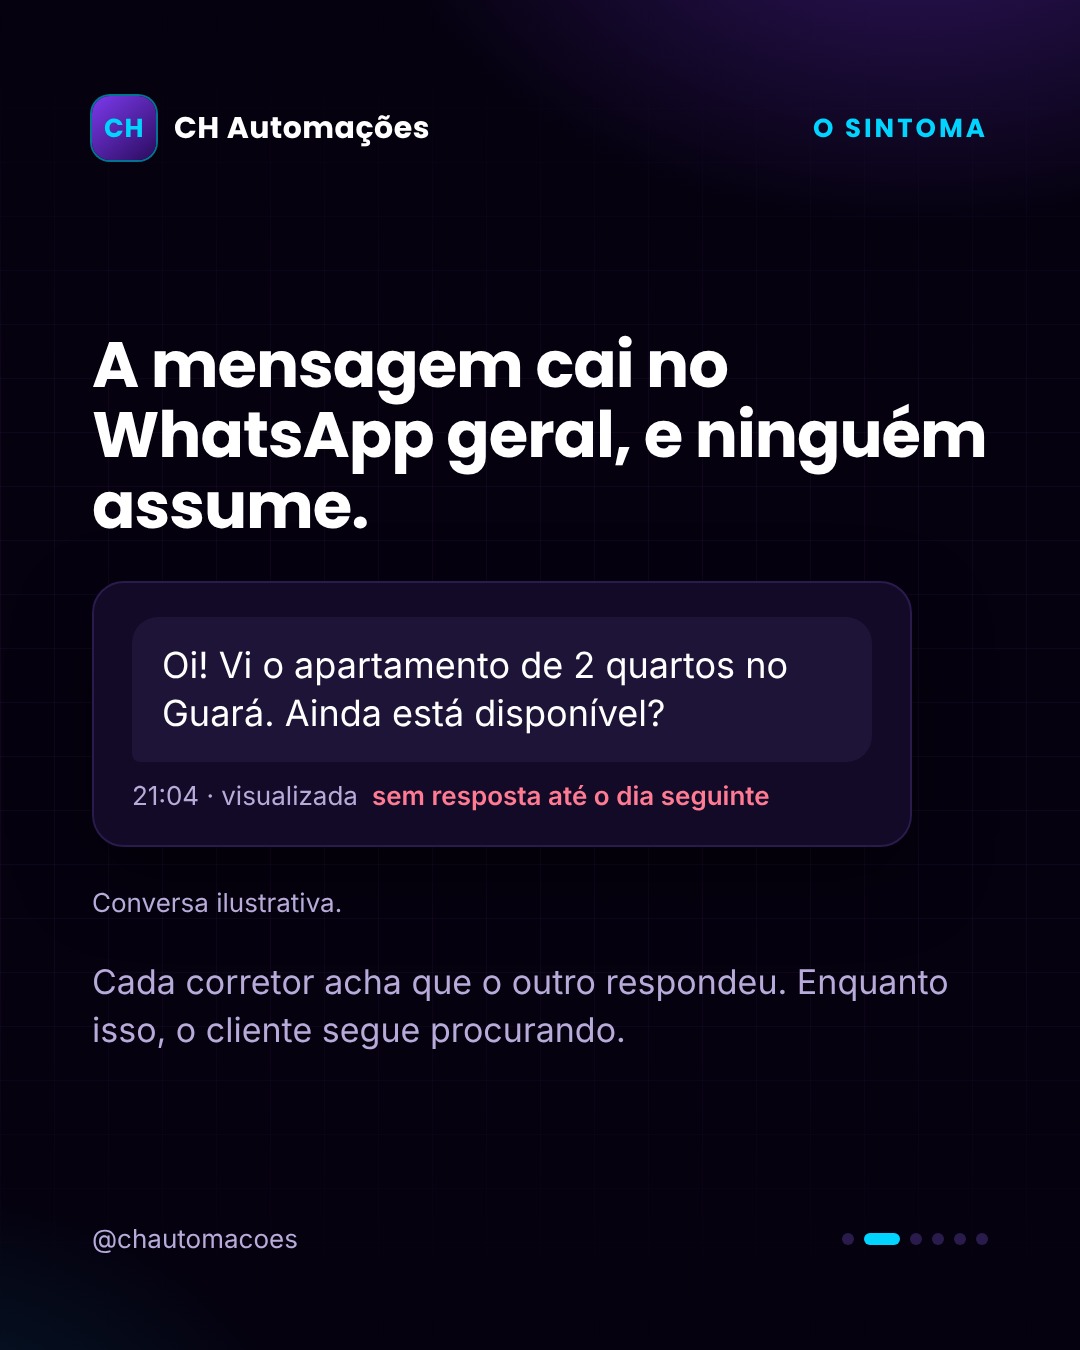 CH
CH Automações
O SINTOMA
A mensagem cai no
WhatsApp geral, e ninguém
assume.
Oi! Vi o apartamento de 2 quartos no
Guará. Ainda está disponível?
21:04 · visualizada sem resposta até o dia seguinte
Conversa ilustrativa.
Cada corretor acha que o outro respondeu. Enquanto
isso, o cliente segue procurando.
@chautomacoes